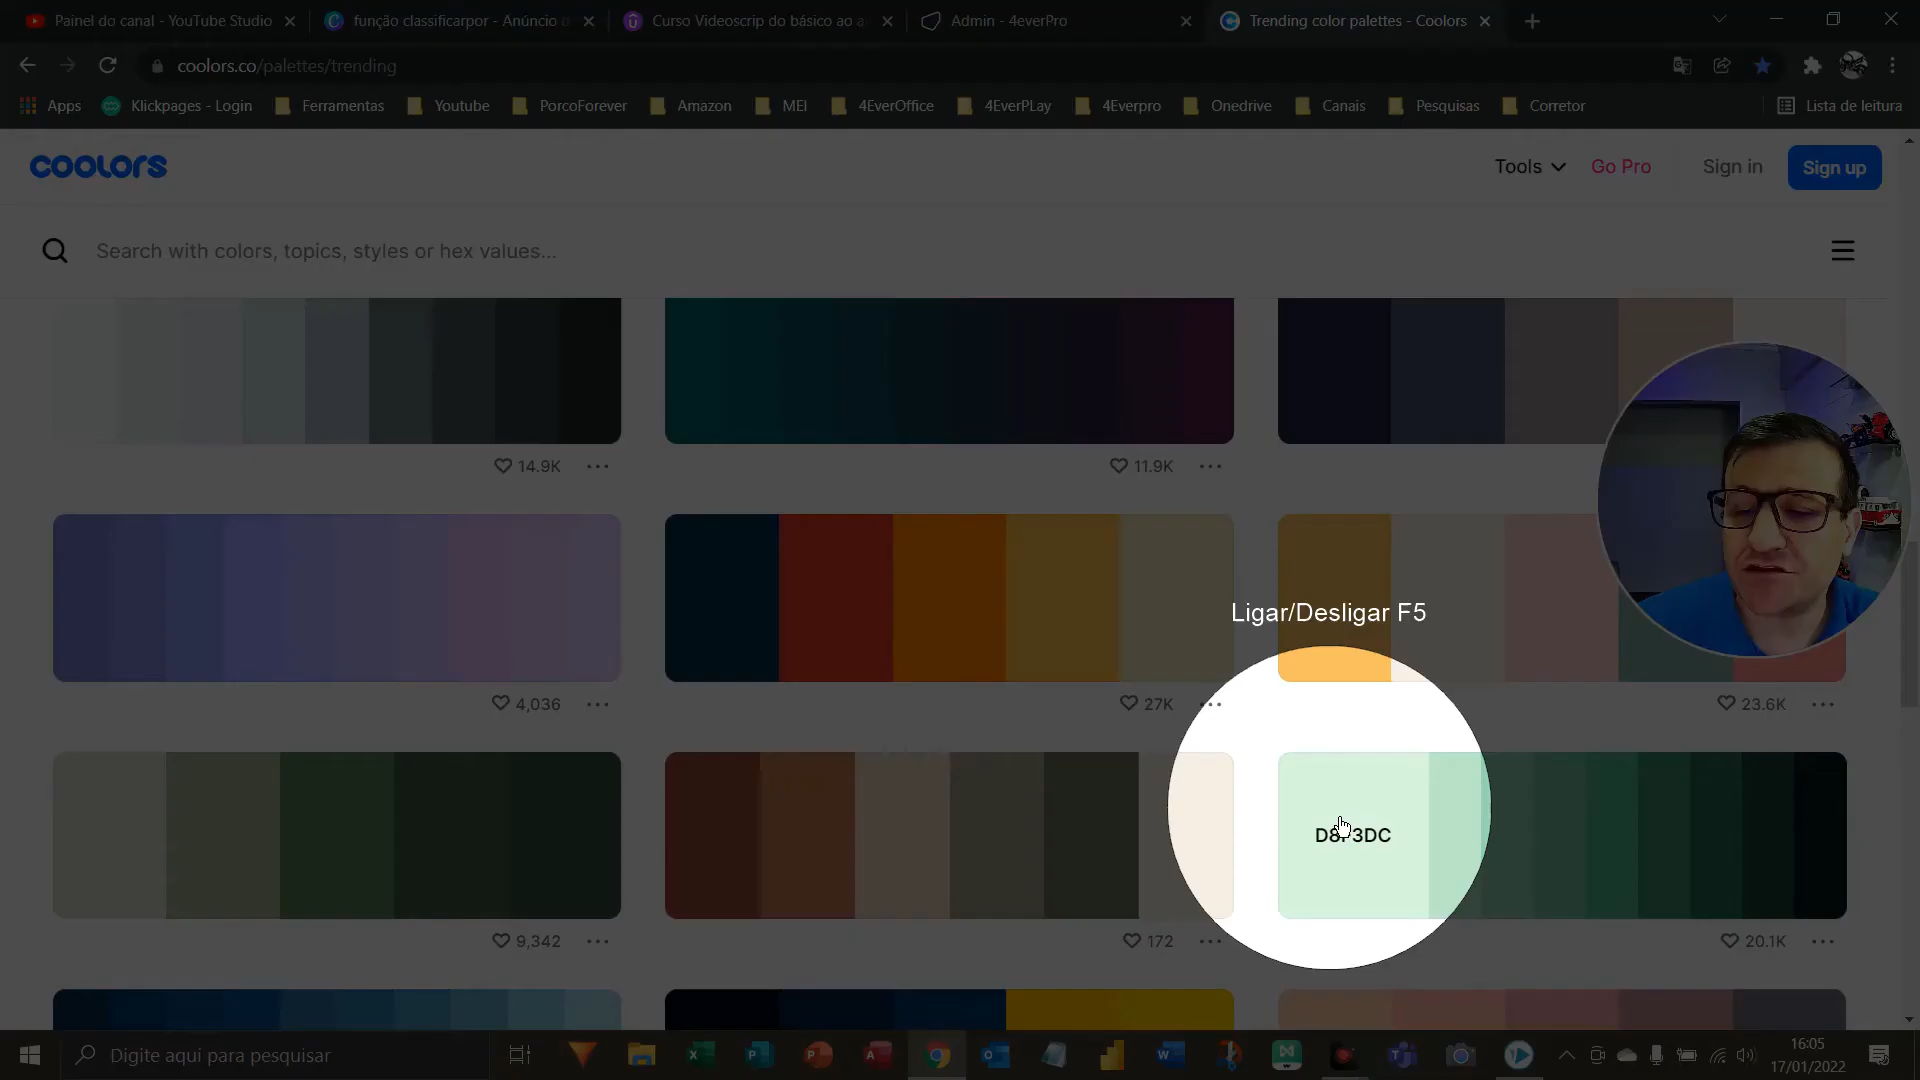 Painel do canal - YouTube Studio
função classificarpor - Anúncio d
Curso Videoscrip do básico ao a
Admin - 4everPro
Trending color palettes - Coolors
coolors.co/palettes/trending
Apps
Klickpages - Login
Ferramentas
Youtube
PorcoForever
Amazon
MEI
4EverOffice
4EverPLay
4Everpro
Onedrive
Canais
Pesquisas
Corretor
Lista de leitura
coolors
Tools
Go Pro
Sign in
Sign up
Search with colors, topics, styles or hex values...
14.9K
11.9K
Ligar/Desligar F5
4,036
27K
23.6K
D8F3DC
9,342
172
20.1K
Digite aqui para pesquisar
16:05
17/01/2022